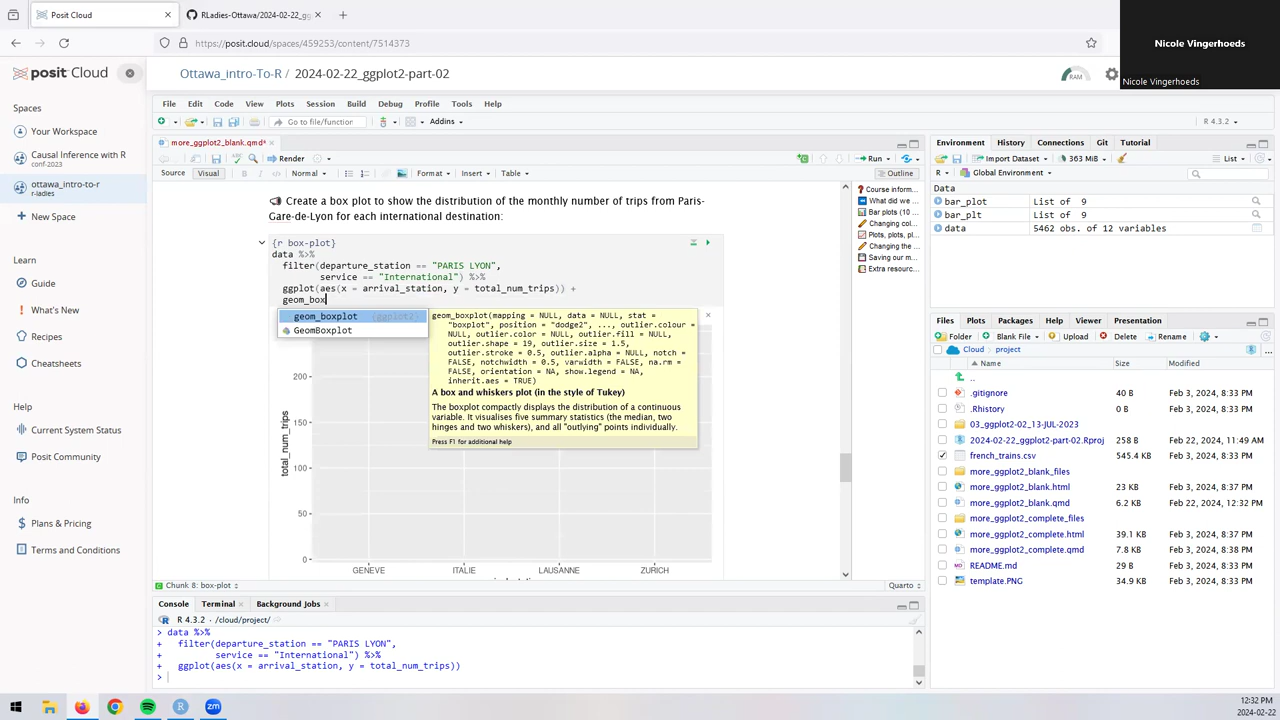 Posit Cloud
RLadies-Ottawa/2024-02-22_gg
https://posit.cloud/spaces/459253/content/7514373
Nicole Vingerhoeds
Nicole Vingerhoeds
posit Cloud
Ottawa_intro-To-R / 2024-02-22_ggplot2-part-02
RAM
Spaces
Your Workspace
Causal Inference with R
conf-2023
ottawa_intro-to-r
r-ladies
New Space
Learn
Guide
What's New
Recipes
Cheatsheets
Help
Current System Status
Posit Community
Info
Plans & Pricing
Terms and Conditions
File Edit Code View Plots Session Build Debug Profile Tools Help
Go to file/function
Addins
R 4.3.2
more_ggplot2_blank.qmd*
Render
Run
Source Visual B I Normal Format Insert Table Outline
Create a box plot to show the distribution of the monthly number of trips from Paris-
Gare-de-Lyon for each international destination:
{r box-plot}
data %>%
filter(departure_station == "PARIS LYON",
service == "International") %>%
ggplot(aes(x = arrival_station, y = total_num_trips)) +
geom_box
geom_boxplot {ggplot2}
GeomBoxplot
geom_boxplot(mapping = NULL, data = NULL, stat =
"boxplot", position = "dodge2", ..., outlier.colour =
NULL, outlier.color = NULL, outlier.fill = NULL,
outlier.shape = 19, outlier.size = 1.5,
outlier.stroke = 0.5, outlier.alpha = NULL, notch =
FALSE, notchwidth = 0.5, varwidth = FALSE, na.rm =
FALSE, orientation = NA, show.legend = NA,
inherit.aes = TRUE)
A box and whiskers plot (in the style of Tukey)
The boxplot compactly displays the distribution of a continuous
variable. It visualises five summary statistics (the median, two
hinges and two whiskers), and all "outlying" points individually.
Press F1 for additional help
200
150
100
50
0
total_num_trips
GENEVE ITALIE LAUSANNE ZURICH
Course inform...
What did we ...
Bar plots (10 ...
Changing col...
Plots, plots, pl...
Changing the ...
Saving our m...
Extra resourc...
Chunk 8: box-plot
Quarto
Console Terminal Background Jobs
R 4.3.2 · /cloud/project/
> data %>%
+ filter(departure_station == "PARIS LYON",
+ service == "International") %>%
+ ggplot(aes(x = arrival_station, y = total_num_trips))
>
Environment History Connections Git Tutorial
Import Dataset 363 MiB List
R Global Environment
Data
bar_plot List of 9
bar_plt List of 9
data 5462 obs. of 12 variables
Files Plots Packages Help Viewer Presentation
Folder Blank File Upload Delete Rename
Cloud project
Name Size Modified
..
.gitignore 40 B Feb 3, 2024, 8:33 PM
.Rhistory 0 B Feb 3, 2024, 8:33 PM
03_ggplot2-02_13-JUL-2023
2024-02-22_ggplot2-part-02.Rproj 258 B Feb 22, 2024, 11:49 AM
french_trains.csv 545.4 KB Feb 3, 2024, 8:33 PM
more_ggplot2_blank_files
more_ggplot2_blank.html 23 KB Feb 3, 2024, 8:37 PM
more_ggplot2_blank.qmd 6.2 KB Feb 22, 2024, 12:32 PM
more_ggplot2_complete_files
more_ggplot2_complete.html 39.1 KB Feb 3, 2024, 8:37 PM
more_ggplot2_complete.qmd 7.8 KB Feb 3, 2024, 8:38 PM
README.md 29 B Feb 3, 2024, 8:33 PM
template.PNG 34.9 KB Feb 3, 2024, 8:33 PM
zm
12:32 PM
2024-02-22